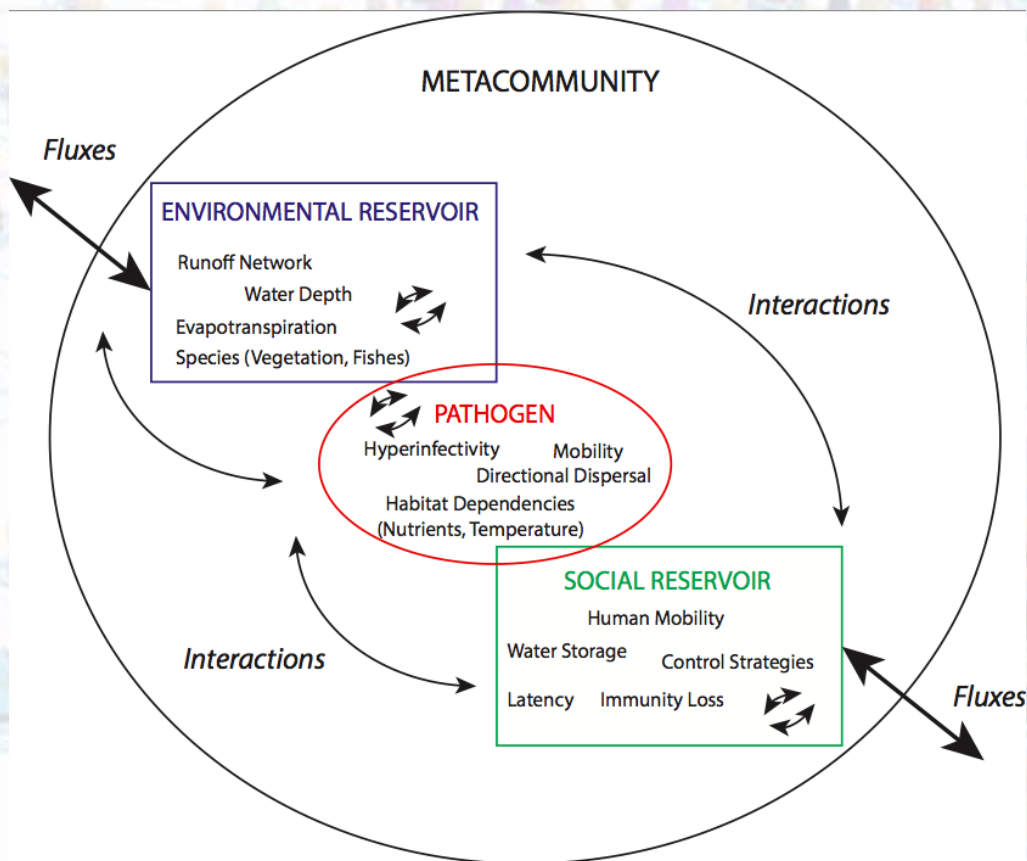 METACOMMUNITY
Fluxes
ENVIRONMENTAL RESERVOIR
Runoff Network
Water Depth
Evapotranspiration
Species (Vegetation, Fishes)
Interactions
PATHOGEN
Hyperinfectivity
Mobility
Directional Dispersal
Habitat Dependencies
(Nutrients, Temperature)
SOCIAL RESERVOIR
Human Mobility
Water Storage
Control Strategies
Latency
Immunity Loss
Interactions
Fluxes